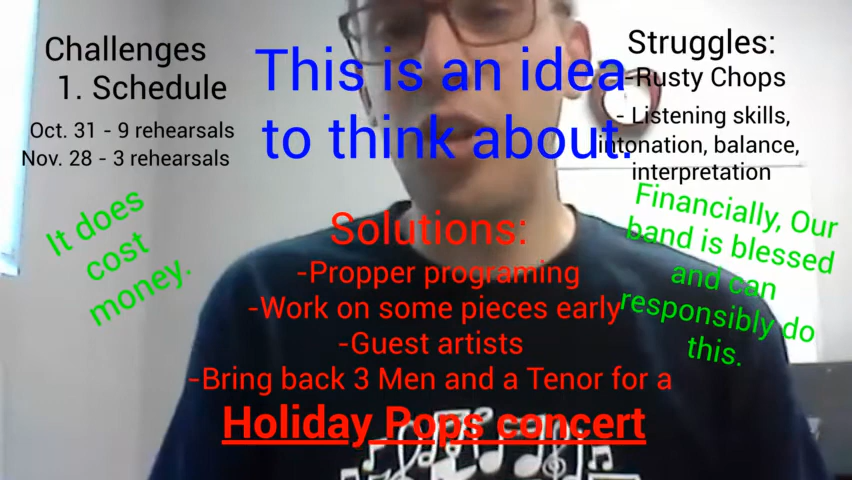 Challenges
1. Schedule
Oct. 31 - 9 rehearsals
Nov. 28 - 3 rehearsals
This is an idea
to think about.
Struggles:
-Rusty Chops
- Listening skills,
intonation, balance,
interpretation
It does
cost
money.
Financially, Our
band is blessed
and can
responsibly do
this.
Solutions:
-Propper programing
-Work on some pieces early
-Guest artists
-Bring back 3 Men and a Tenor for a
Holiday Pops concert